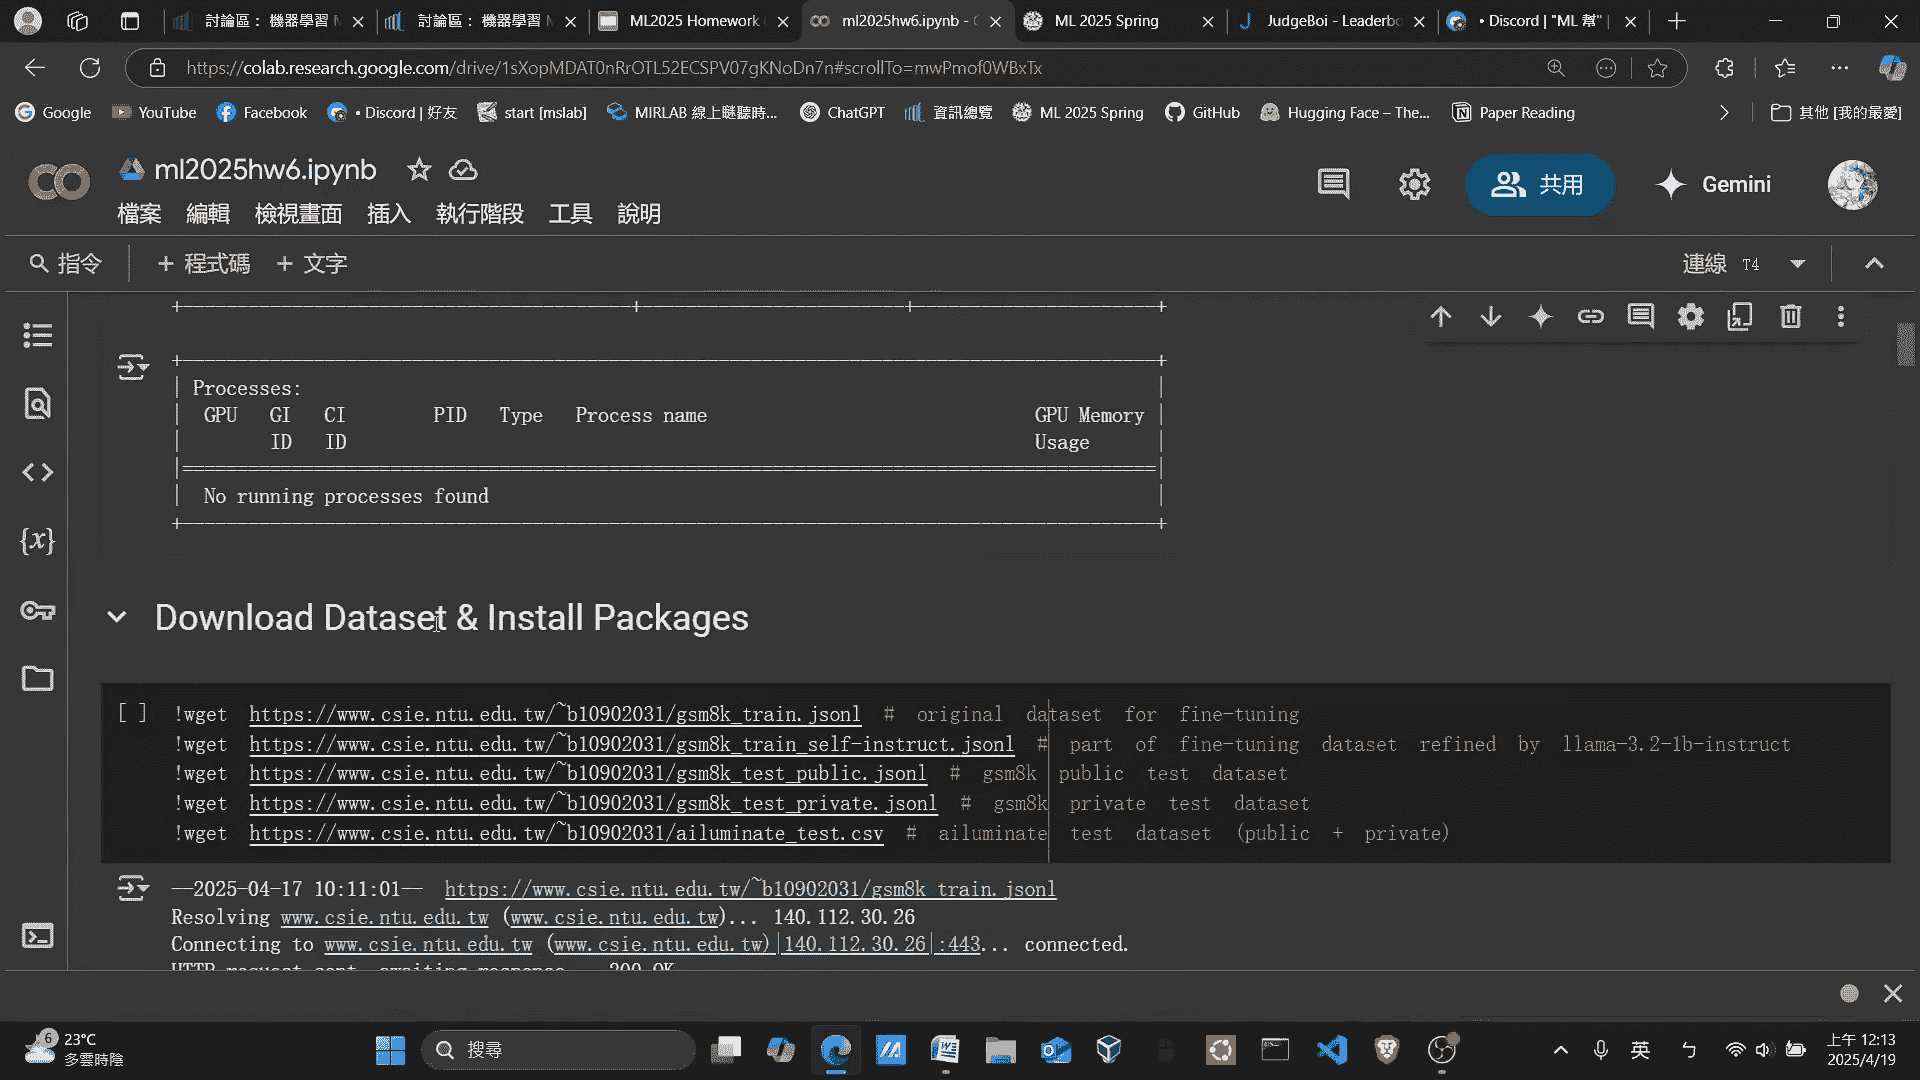 討論區： 機器學習
討論區： 機器學習
ML2025 Homework
ml2025hw6.ipynb - C
ML 2025 Spring
JudgeBoi - Leaderbo
• Discord | "ML 幫" |
https://colab.research.google.com/drive/1sXopMDAT0nRrOTL52ECSPV07gKNoDn7n#scrollTo=mwPmof0WBxTx
Google
YouTube
Facebook
• Discord | 好友
start [mslab]
MIRLAB 線上瞇聽時...
ChatGPT
資訊總覽
ML 2025 Spring
GitHub
Hugging Face – The...
Paper Reading
其他 [我的最愛]
ml2025hw6.ipynb
檔案 編輯 檢視畫面 插入 執行階段 工具 說明
共用
Gemini
指令
+ 程式碼 + 文字
連線 T4
Processes:
GPU GI CI PID Type Process name GPU Memory
ID ID Usage
No running processes found
Download Dataset & Install Packages
[ ] !wget https://www.csie.ntu.edu.tw/~b10902031/gsm8k_train.jsonl # original dataset for fine-tuning
!wget https://www.csie.ntu.edu.tw/~b10902031/gsm8k_train_self-instruct.jsonl # part of fine-tuning dataset refined by llama-3.2-1b-instruct
!wget https://www.csie.ntu.edu.tw/~b10902031/gsm8k_test_public.jsonl # gsm8k public test dataset
!wget https://www.csie.ntu.edu.tw/~b10902031/gsm8k_test_private.jsonl # gsm8k private test dataset
!wget https://www.csie.ntu.edu.tw/~b10902031/ailuminate_test.csv # ailuminate test dataset (public + private)
--2025-04-17 10:11:01-- https://www.csie.ntu.edu.tw/~b10902031/gsm8k_train.jsonl
Resolving www.csie.ntu.edu.tw (www.csie.ntu.edu.tw)... 140.112.30.26
Connecting to www.csie.ntu.edu.tw (www.csie.ntu.edu.tw)|140.112.30.26|:443... connected.
HTTP request sent, awaiting response... 200 OK
6
23°C
多雲時陰
搜尋
英
ㄅ
上午 12:13
2025/4/19